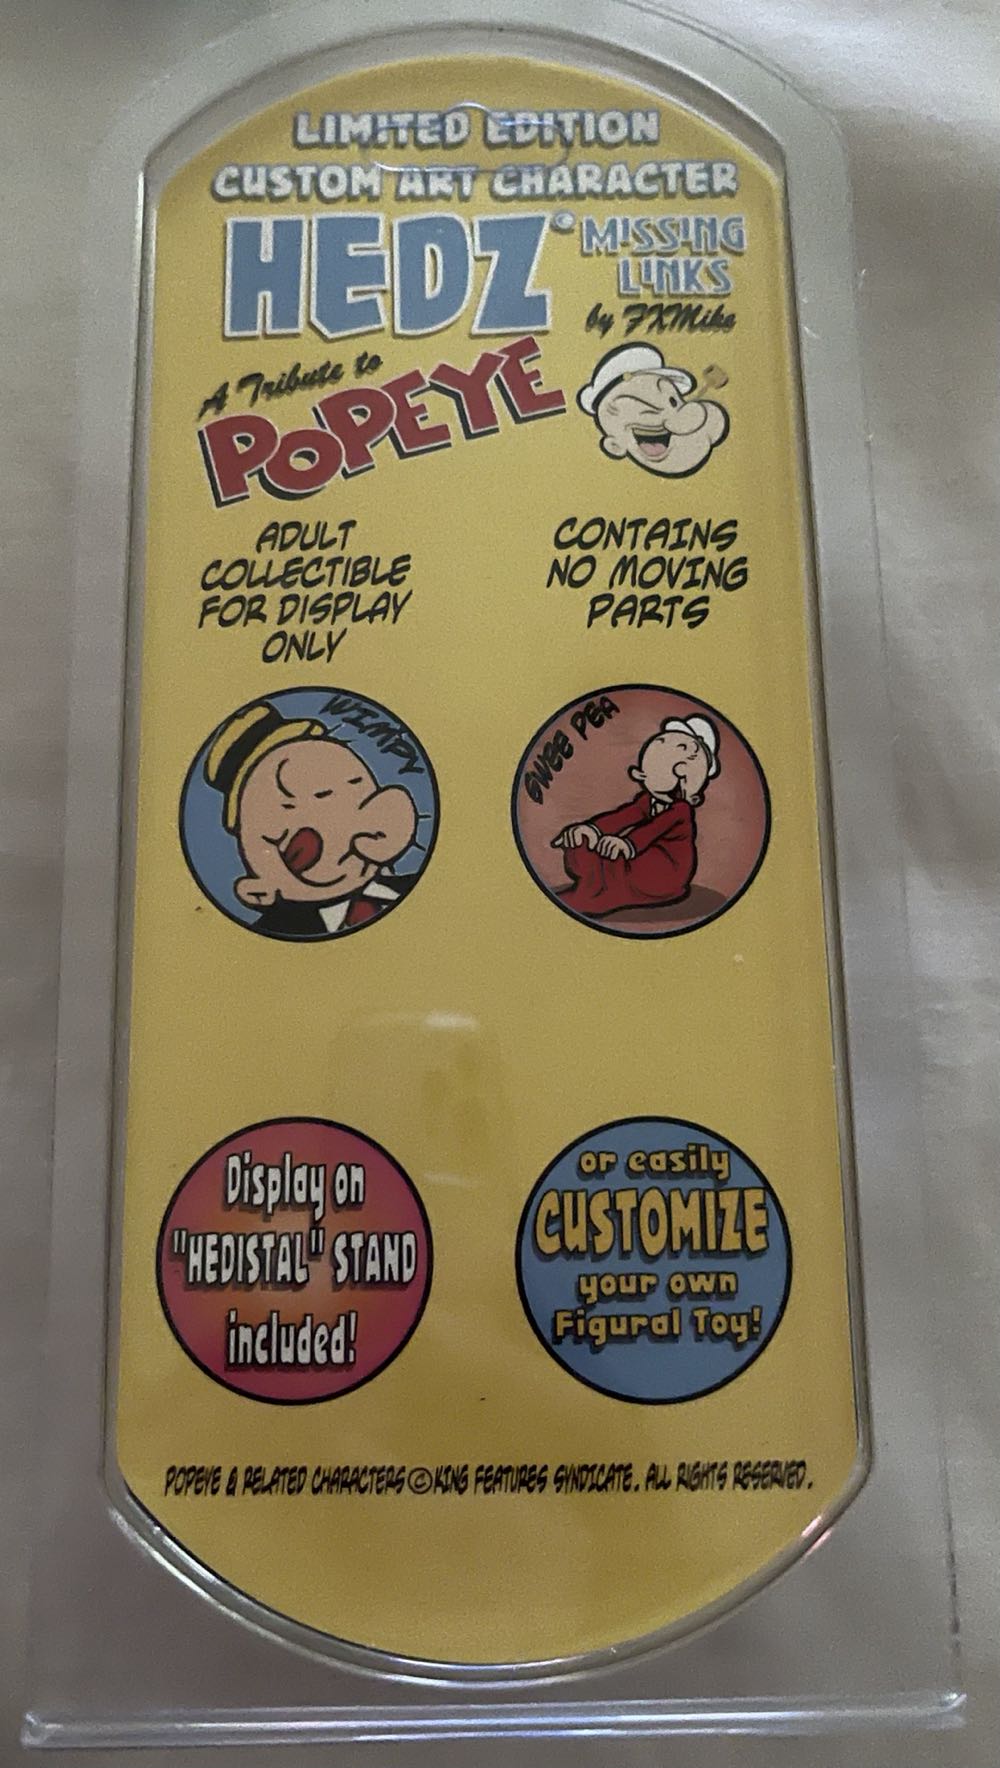 LIMITED EDITION
CUSTOM ART CHARACTER
HEDZ© MISSING
LINKS
by FXMike
A Tribute to
POPEYE
ADULT
COLLECTIBLE
FOR DISPLAY
ONLY
CONTAINS
NO MOVING
PARTS
WIMPY
SWEE PEA
Display on
"HEDISTAL" STAND
included!
or easily
CUSTOMIZE
your own
Figural Toy!
POPEYE & RELATED CHARACTERS © KING FEATURES SYNDICATE. ALL RIGHTS RESERVED.